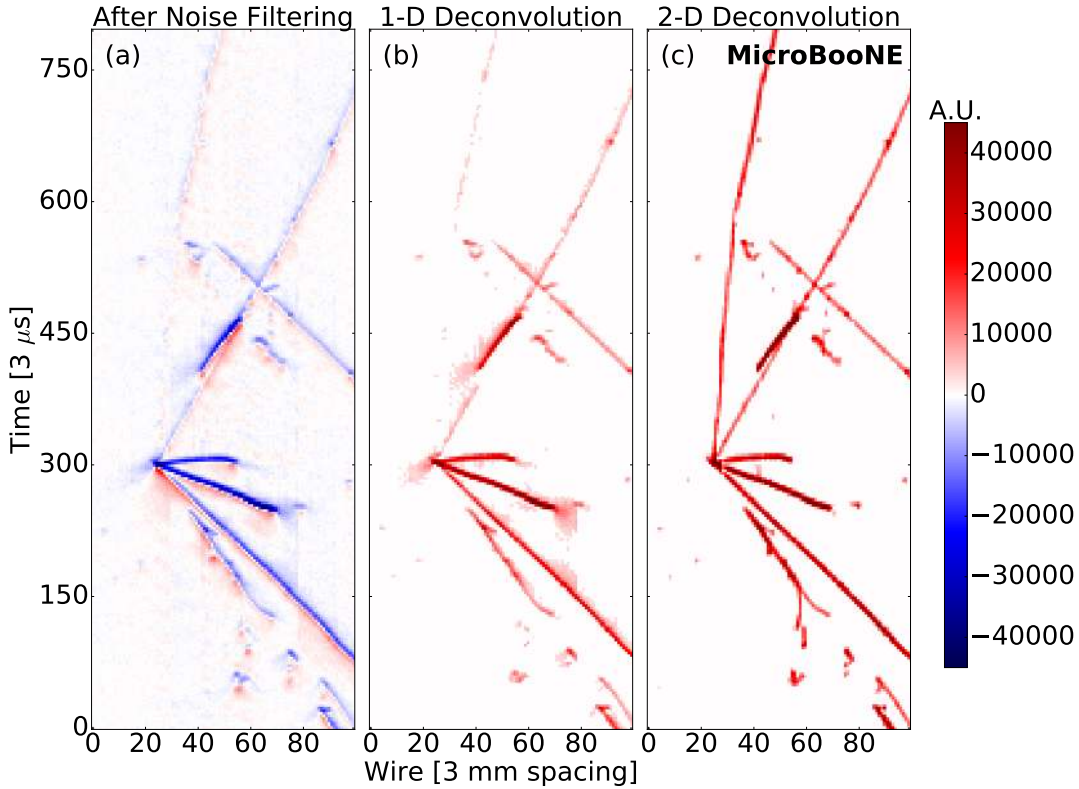 After Noise Filtering
1-D Deconvolution
2-D Deconvolution
(a)
(b)
(c)
MicroBooNE
A.U.
750
600
450
300
150
0
Time [3 μs]
0 20 40 60 80
0 20 40 60 80
0 20 40 60 80
Wire [3 mm spacing]
40000
30000
20000
10000
0
−10000
−20000
−30000
−40000